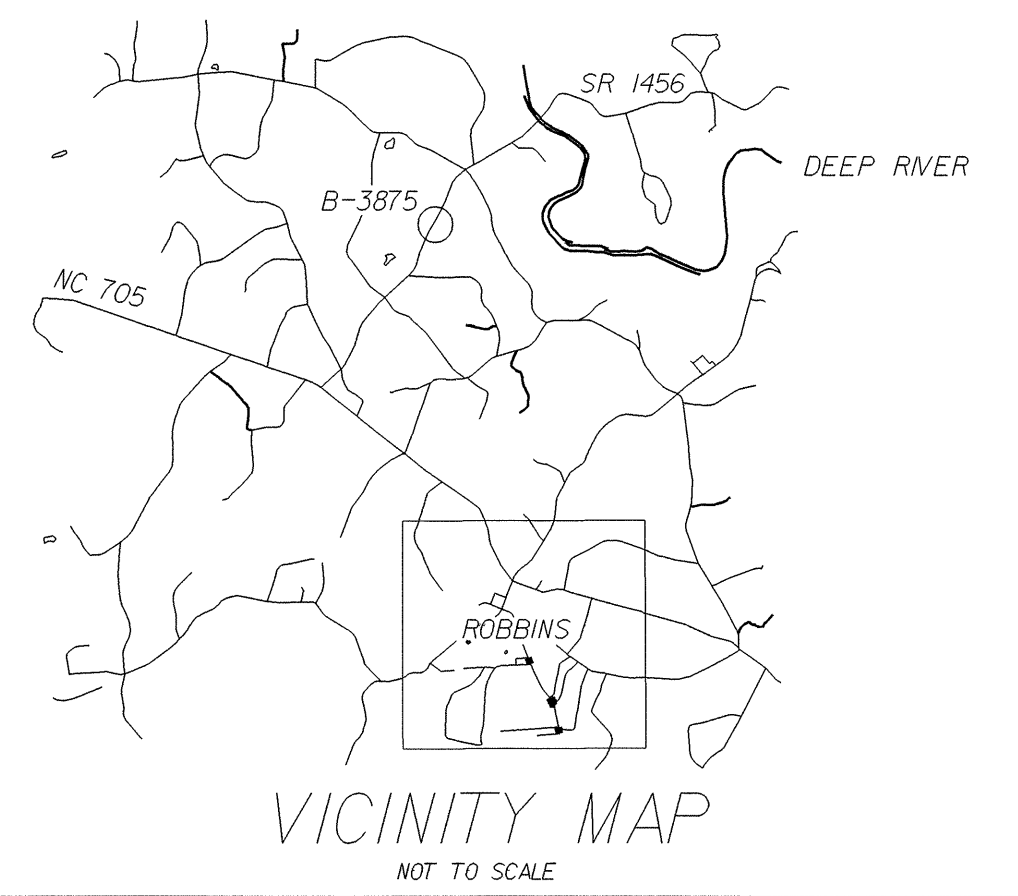 SR 1456
DEEP RIVER
B-3875
NC 705
ROBBINS
VICINITY MAP
NOT TO SCALE